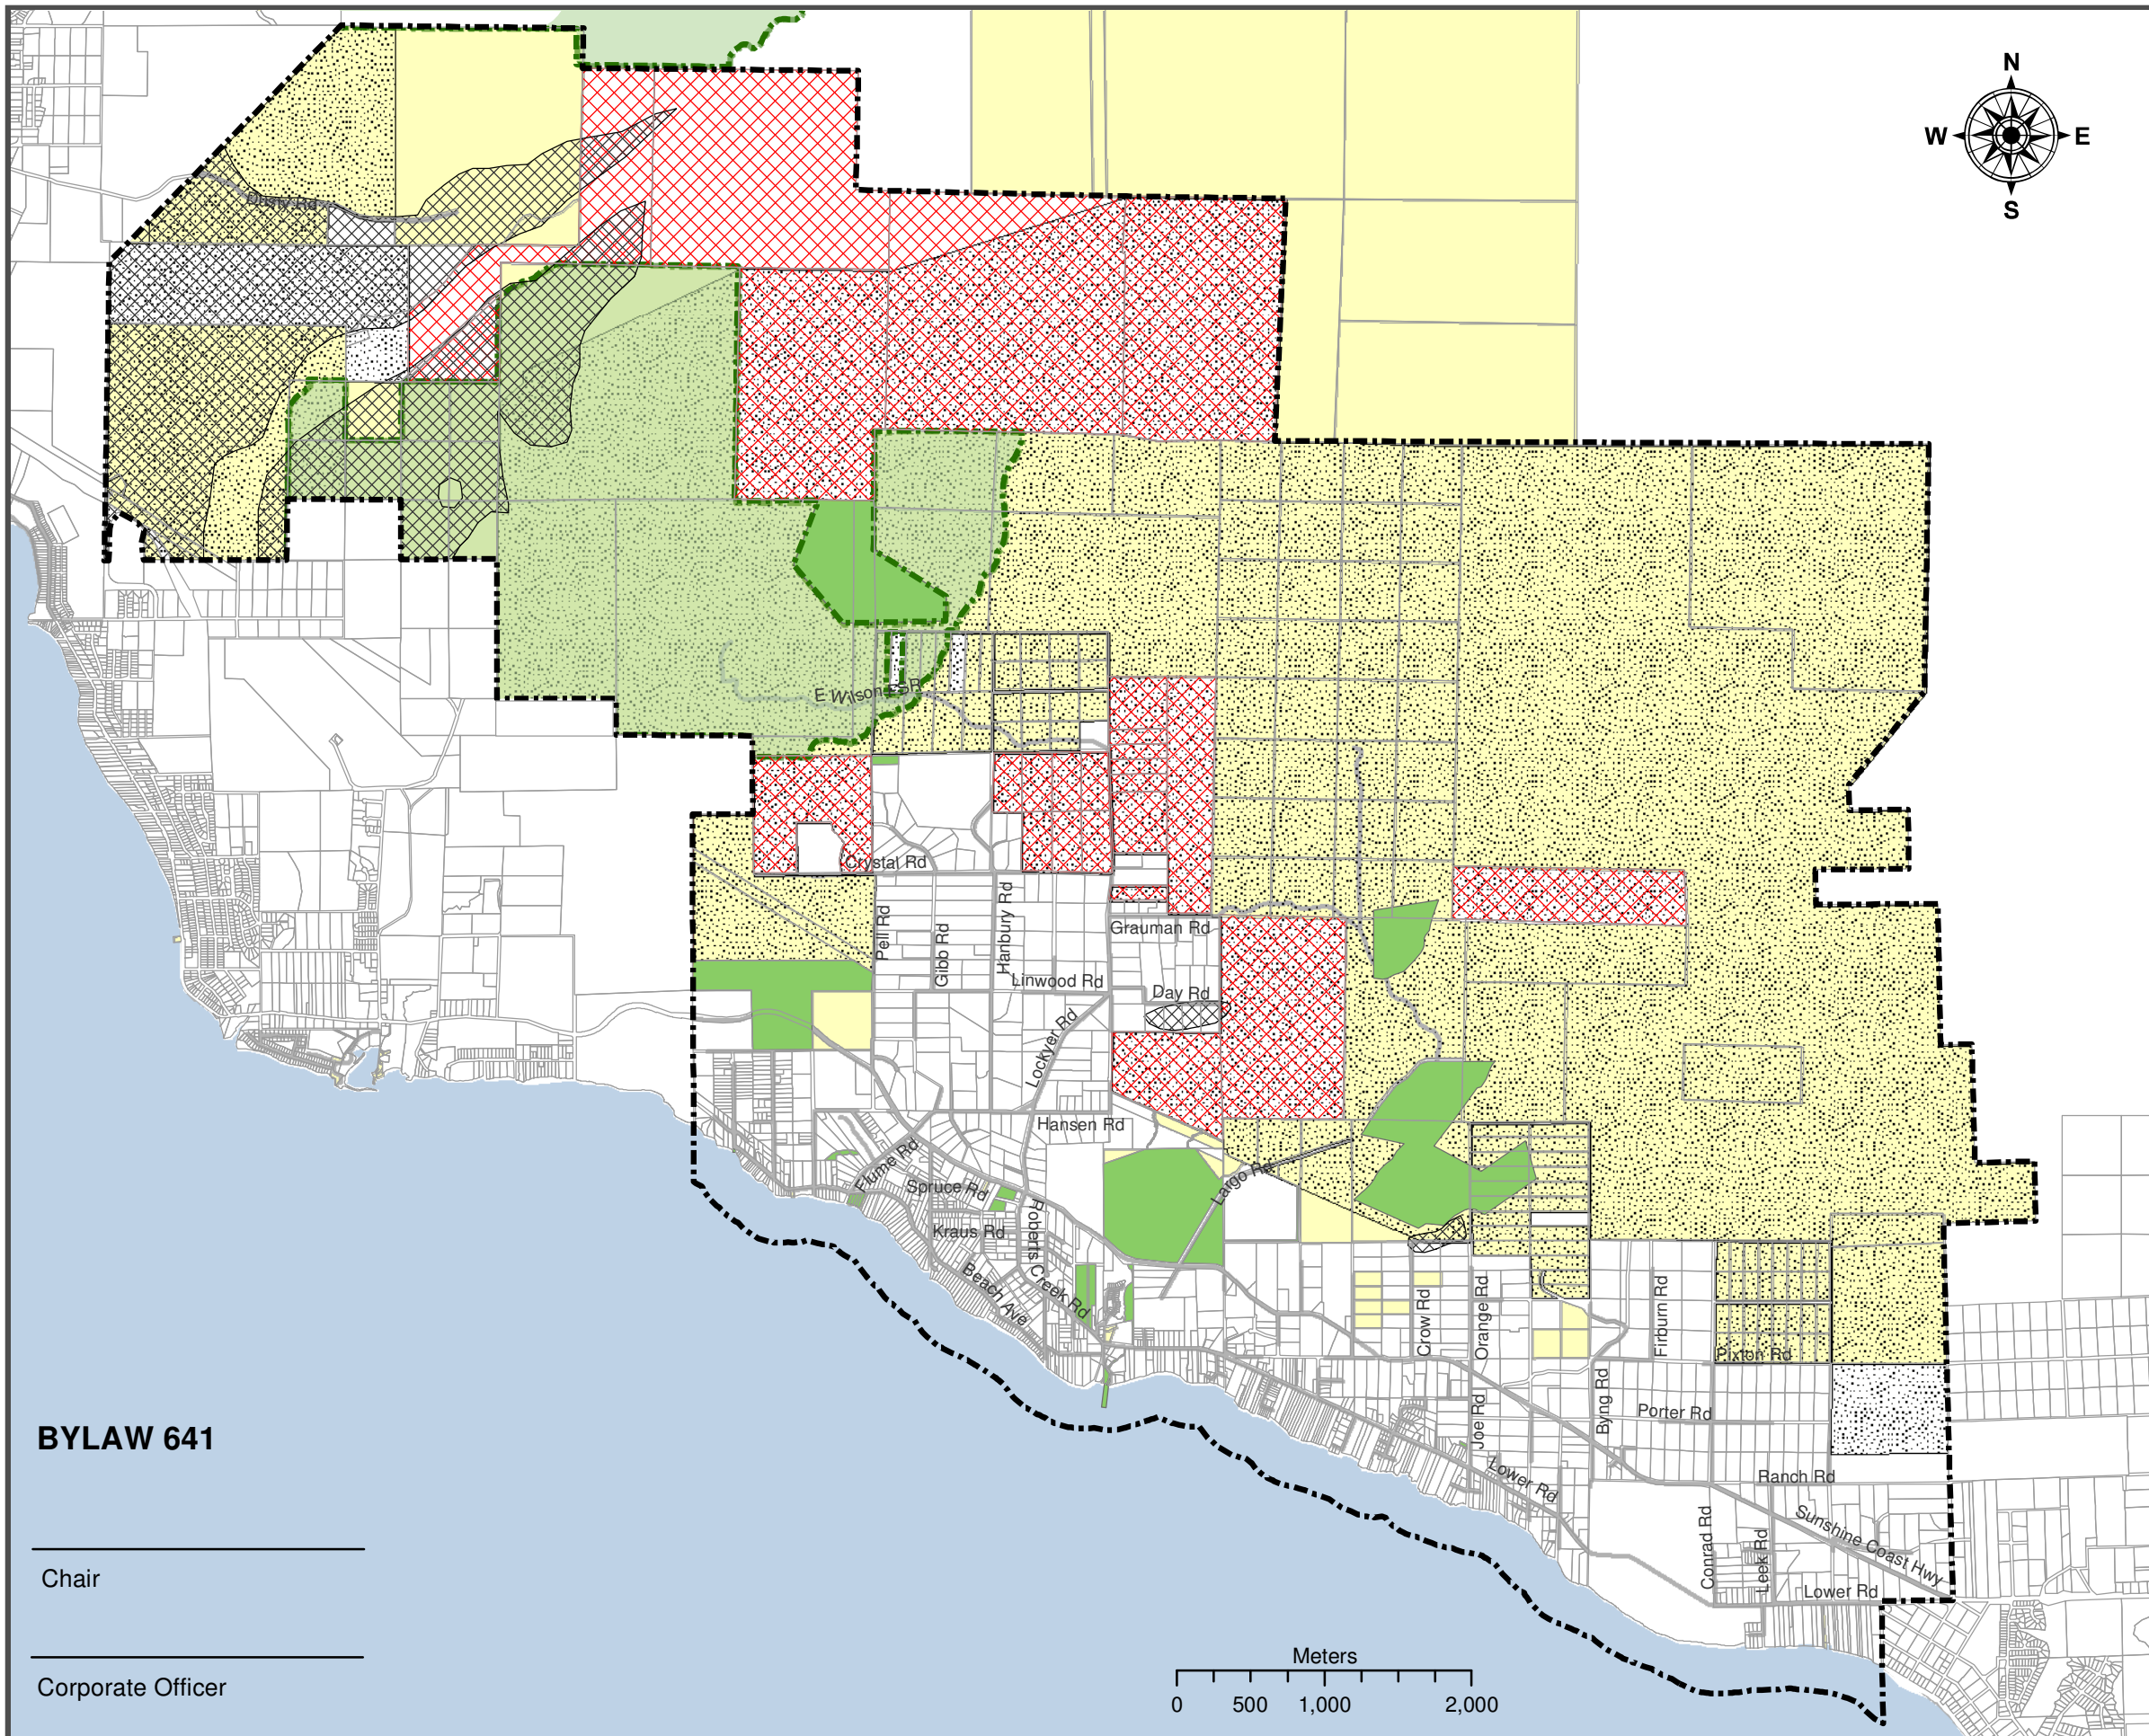 N
W E
S
Dusty Rd
E Wilson FSR
Crystal Rd
Pell Rd
Gibb Rd
Hanbury Rd
Grauman Rd
Linwood Rd
Day Rd
Lockyer Rd
Hansen Rd
Flume Rd
Spruce Rd
Largo Rd
Kraus Rd
Roberts Creek Rd
Beach Ave
Crow Rd
Orange Rd
Firburn Rd
Pixton Rd
Joe Rd
Byng Rd
Porter Rd
Lower Rd
Ranch Rd
Sunshine Coast Hwy
Conrad Rd
Leek Rd
Lower Rd
BYLAW 641
Chair
Corporate Officer
Meters
0 500 1,000 2,000